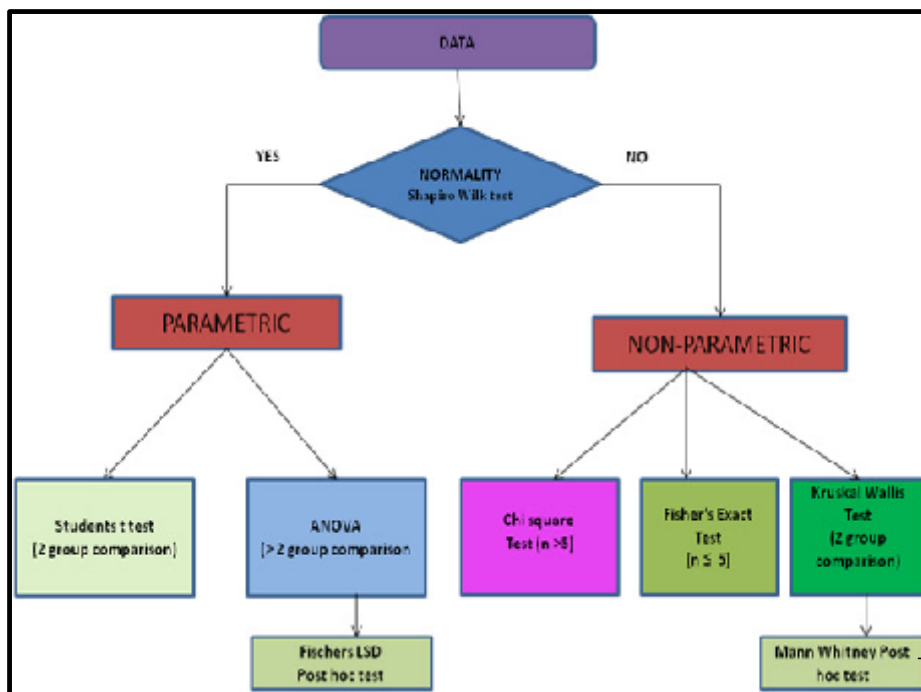 DATA
YES
NO
NORMALITY
Shapiro Wilk test
PARAMETRIC
NON-PARAMETRIC
Students t test
(2 group comparison)
ANOVA
(> 2 group comparison
Chi square
Test (n >5]
Fisher's Exact
Test
[n ≤ 5]
Kruskal Wallis
Test
(2 group
comparison)
Fischers LSD
Post hoc test
Mann Whitney Post
hoc test